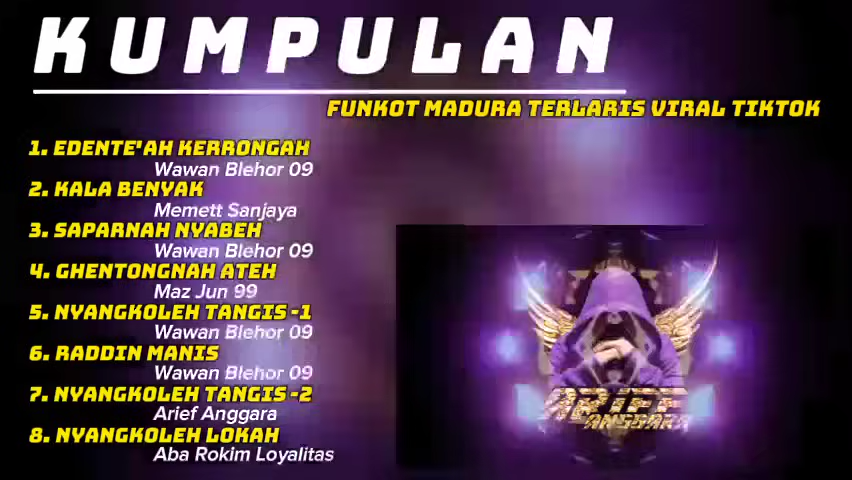 KUMPULAN
FUNKOT MADURA TERLARIS VIRAL TIKTOK
1. EDENTE'AH KERRONGAH
Wawan Blehor 09
2. KALA BENYAK
Memett Sanjaya
3. SAPARNAH NYABEH
Wawan Blehor 09
4. GHENTONGNAH ATEH
Maz Jun 99
5. NYANGKOLEH TANGIS -1
Wawan Blehor 09
6. RADDIN MANIS
Wawan Blehor 09
7. NYANGKOLEH TANGIS -2
Arief Anggara
8. NYANGKOLEH LOKAH
Aba Rokim Loyalitas
ARIEF
ANGGARA